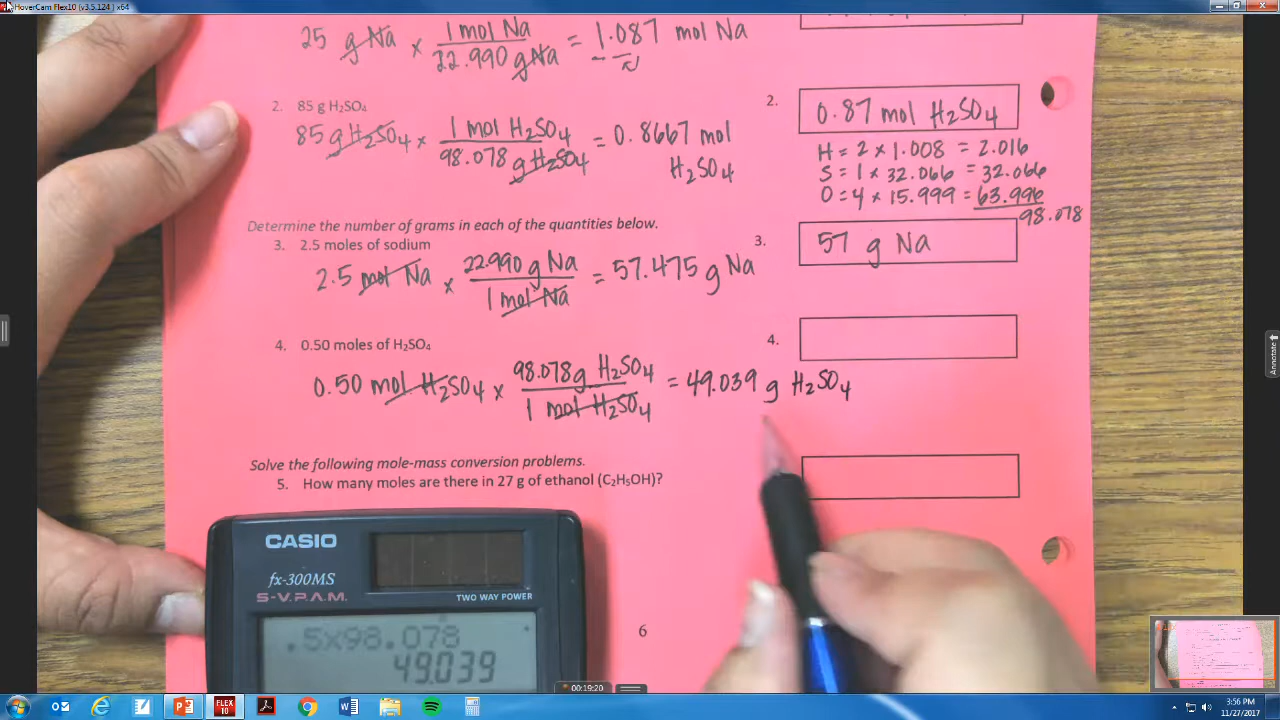 HoverCam Flex10 (v3.5.124 ) x64
25 g Na × 1 mol Na / 22.990 g Na = 1.087 mol Na
2. 85 g H₂SO₄
85 g H₂SO₄ × 1 mol H₂SO₄ / 98.078 g H₂SO₄ = 0.8667 mol
H₂SO₄
2. 0.87 mol H₂SO₄
H = 2 × 1.008 = 2.016
S = 1 × 32.066 = 32.066
O = 4 × 15.999 = 63.996
98.078
Determine the number of grams in each of the quantities below.
3. 2.5 moles of sodium
2.5 mol Na × 22.990 g Na / 1 mol Na = 57.475 g Na
3. 57 g Na
4. 0.50 moles of H₂SO₄
0.50 mol H₂SO₄ × 98.078 g H₂SO₄ / 1 mol H₂SO₄ = 49.039 g H₂SO₄
4.
Solve the following mole-mass conversion problems.
5. How many moles are there in 27 g of ethanol (C₂H₅OH)?
CASIO
fx-300MS
S-V.P.A.M.
TWO WAY POWER
.5x98.078
49.039
6
Annotate
00:19:20
FLEX
10
3:56 PM
11/27/2017